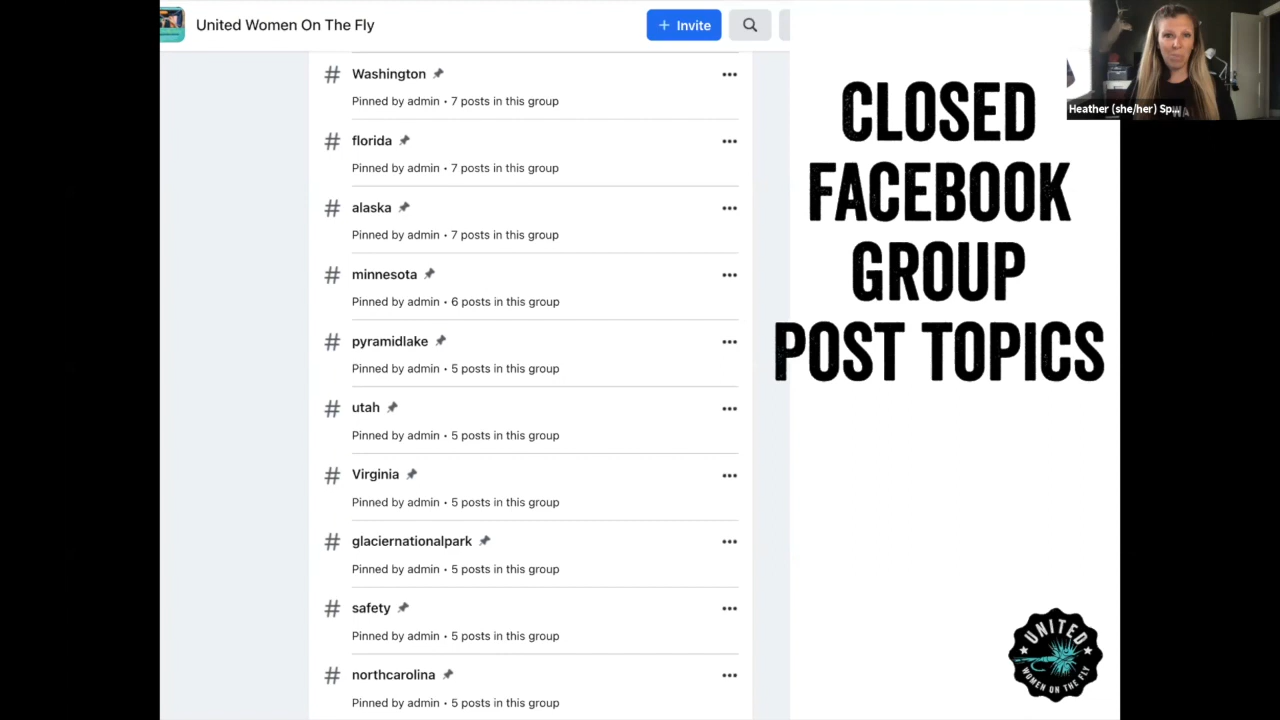 United Women On The Fly
+ Invite
# Washington
Pinned by admin • 7 posts in this group
# florida
Pinned by admin • 7 posts in this group
# alaska
Pinned by admin • 7 posts in this group
# minnesota
Pinned by admin • 6 posts in this group
# pyramidlake
Pinned by admin • 5 posts in this group
# utah
Pinned by admin • 5 posts in this group
# Virginia
Pinned by admin • 5 posts in this group
# glaciernationalpark
Pinned by admin • 5 posts in this group
# safety
Pinned by admin • 5 posts in this group
# northcarolina
Pinned by admin • 5 posts in this group
CLOSED
FACEBOOK
GROUP
POST TOPICS
Heather (she/her) Sp...
UNITED
WOMEN ON THE FLY